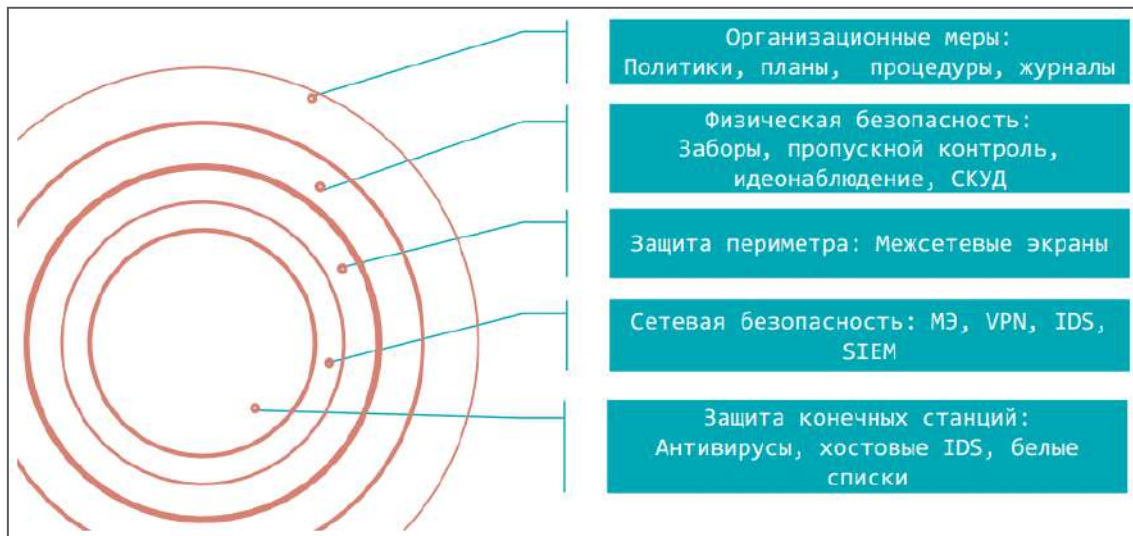 Организационные меры:
Политики, планы, процедуры, журналы
Физическая безопасность:
Заборы, пропускной контроль,
идеонаблюдение, СКУД
Защита периметра: Межсетевые экраны
Сетевая безопасность: МЭ, VPN, IDS,
SIEM
Защита конечных станций:
Антивирусы, хостовые IDS, белые
списки